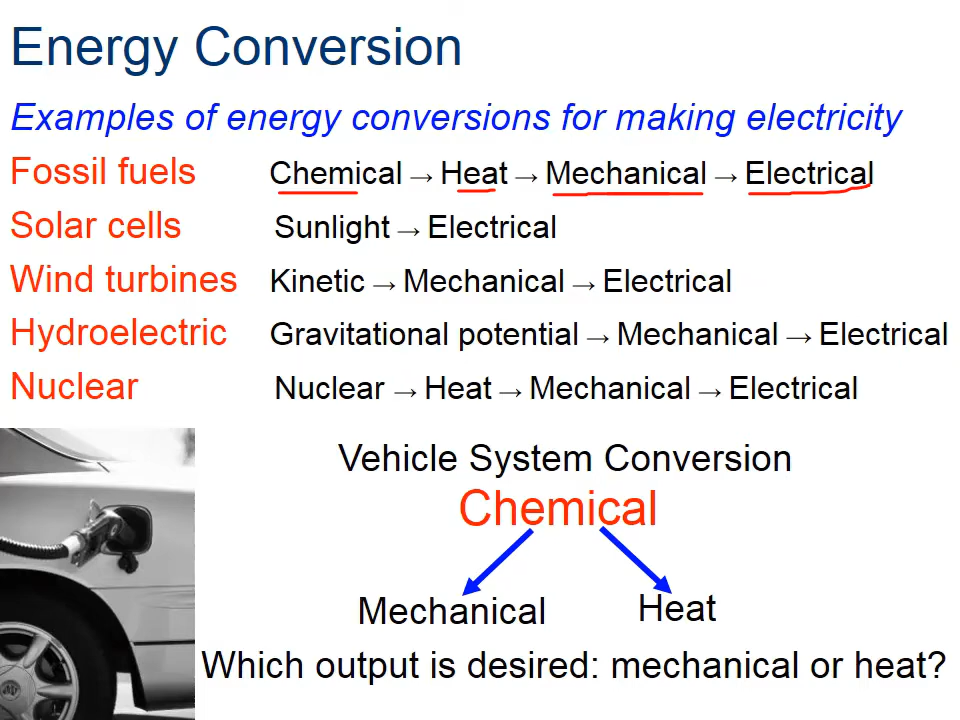 Energy Conversion
Examples of energy conversions for making electricity
Fossil fuels Chemical → Heat → Mechanical → Electrical
Solar cells Sunlight → Electrical
Wind turbines Kinetic → Mechanical → Electrical
Hydroelectric Gravitational potential → Mechanical → Electrical
Nuclear Nuclear → Heat → Mechanical → Electrical
Vehicle System Conversion
Chemical
Mechanical Heat
Which output is desired: mechanical or heat?